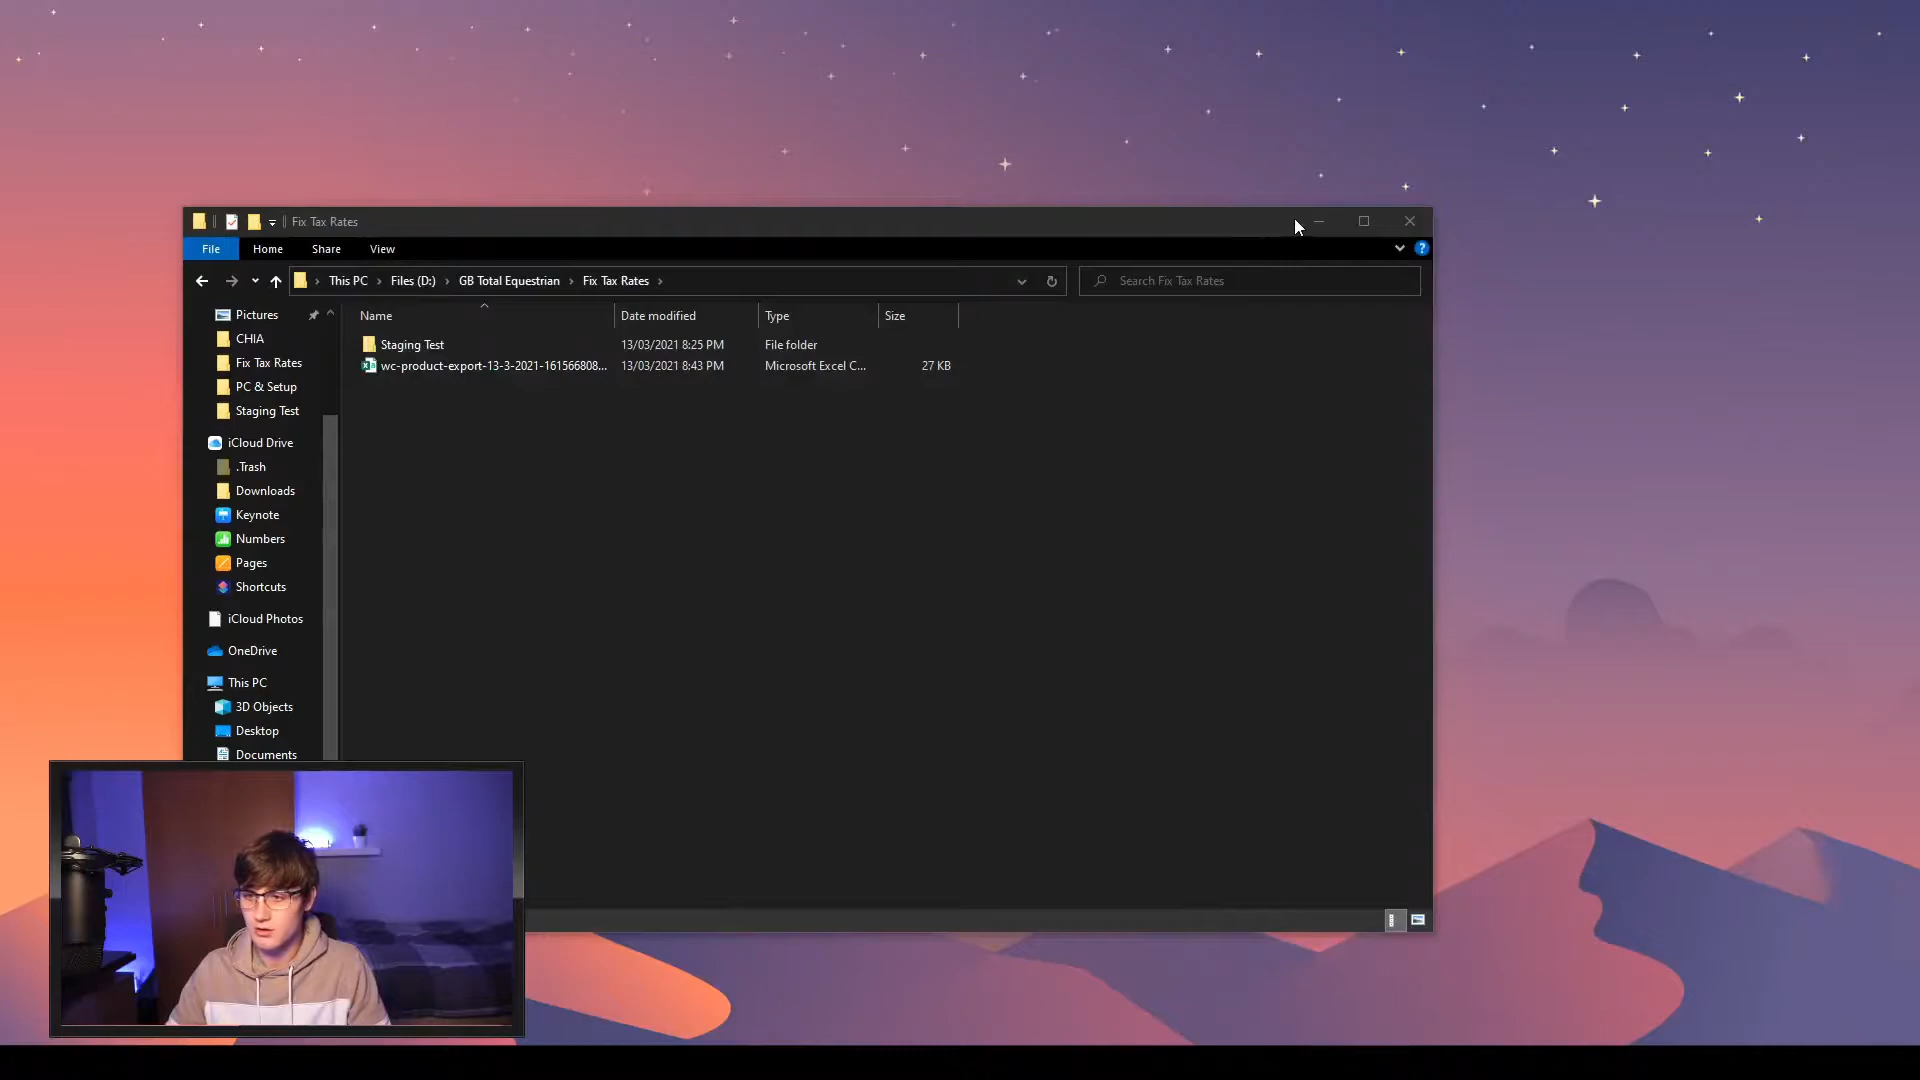 Fix Tax Rates
File Home Share View
This PC Files (D:) GB Total Equestrian Fix Tax Rates
Search Fix Tax Rates
Name Date modified Type Size
Staging Test 13/03/2021 8:25 PM File folder
wc-product-export-13-3-2021-161566808... 13/03/2021 8:43 PM Microsoft Excel C... 27 KB
Pictures
CHIA
Fix Tax Rates
PC & Setup
Staging Test
iCloud Drive
.Trash
Downloads
Keynote
Numbers
Pages
Shortcuts
iCloud Photos
OneDrive
This PC
3D Objects
Desktop
Documents